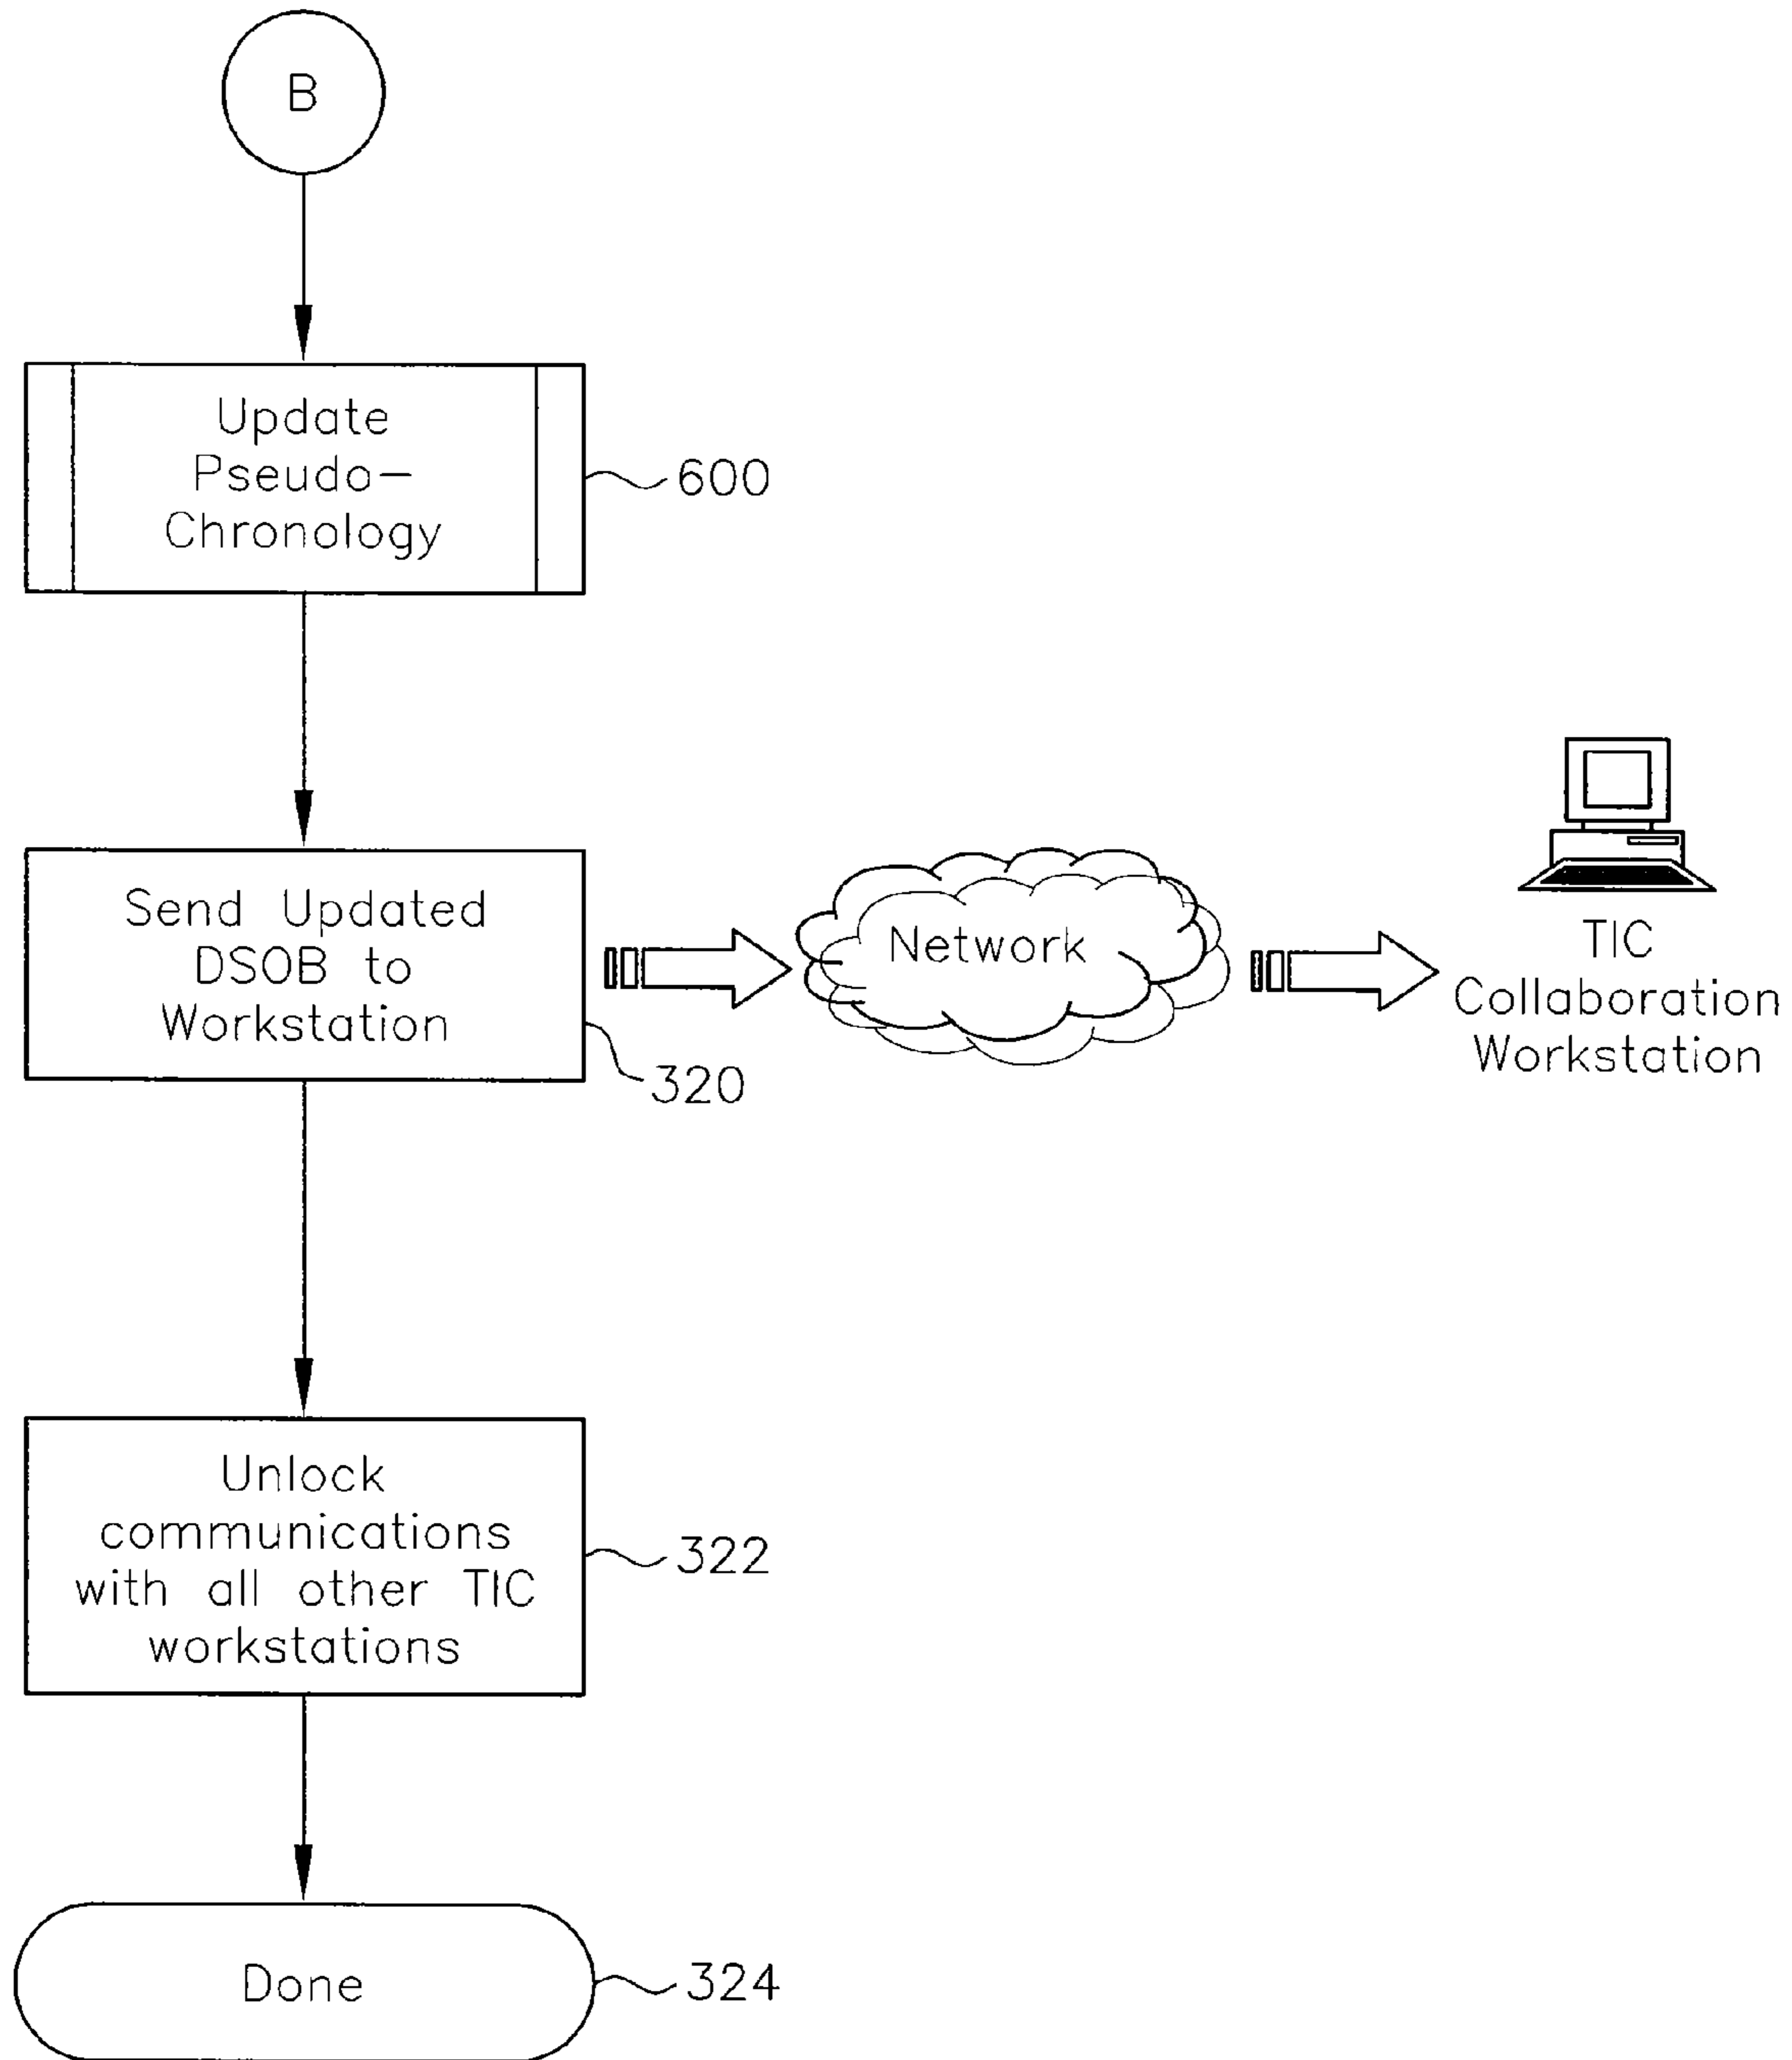 B
Update
Pseudo-
Chronology
600
Send Updated
DSOB to
Workstation
320
Network
TIC
Collaboration
Workstation
Unlock
communications
with all other TIC
workstations
322
Done
324